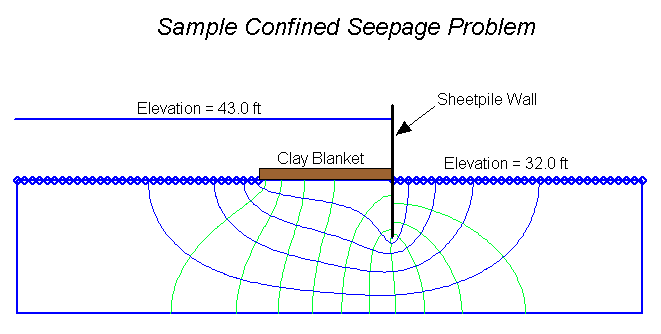 Sample Confined Seepage Problem
Elevation = 43.0 ft
Sheetpile Wall
Clay Blanket
Elevation = 32.0 ft